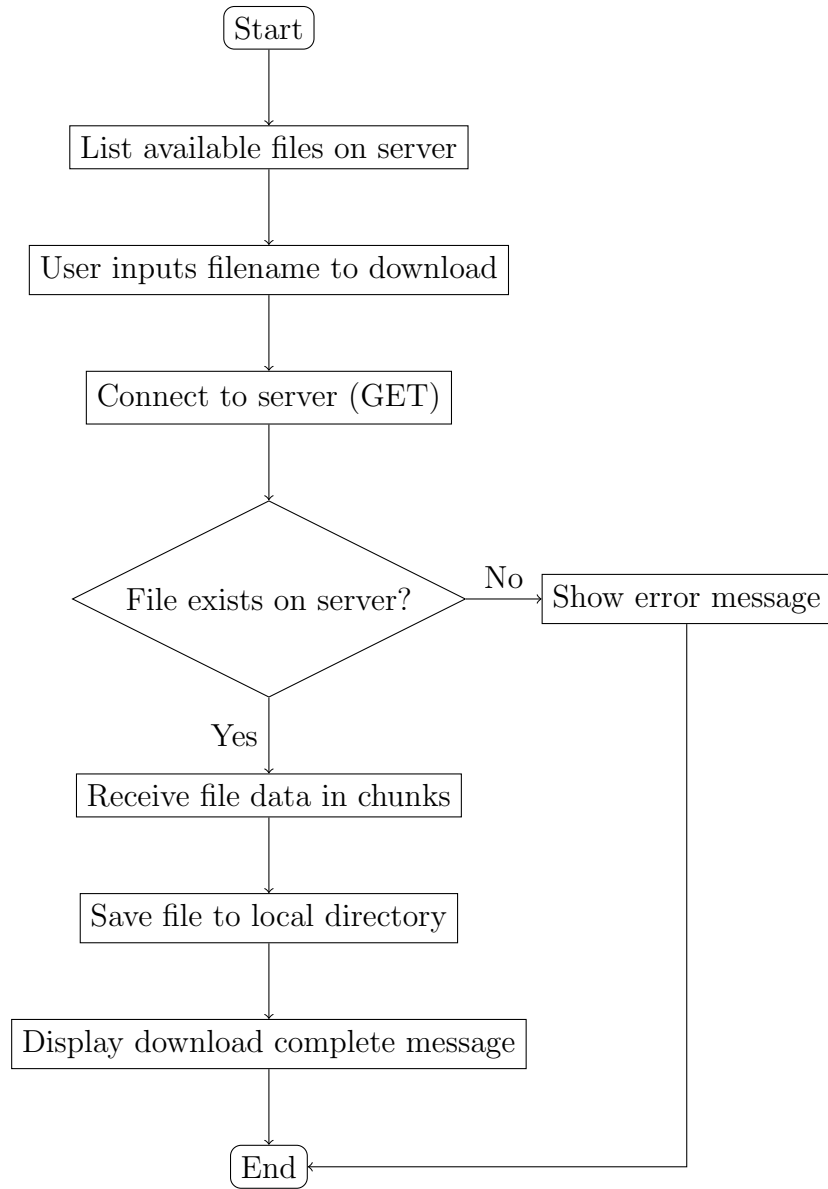 Start
List available files on server
User inputs filename to download
Connect to server (GET)
File exists on server?
No
Show error message
Yes
Receive file data in chunks
Save file to local directory
Display download complete message
End